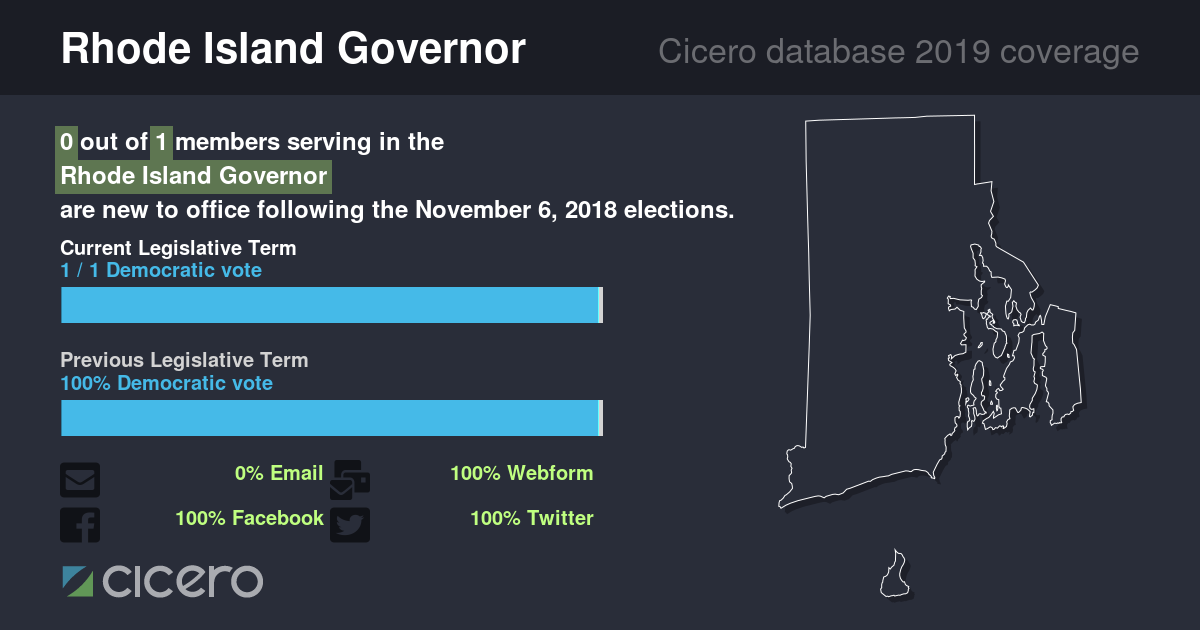 Rhode Island Governor
Cicero database 2019 coverage
0 out of 1 members serving in the
Rhode Island Governor
are new to office following the November 6, 2018 elections.
Current Legislative Term
1 / 1 Democratic vote
Previous Legislative Term
100% Democratic vote
0% Email
100% Webform
100% Facebook
100% Twitter
cicero